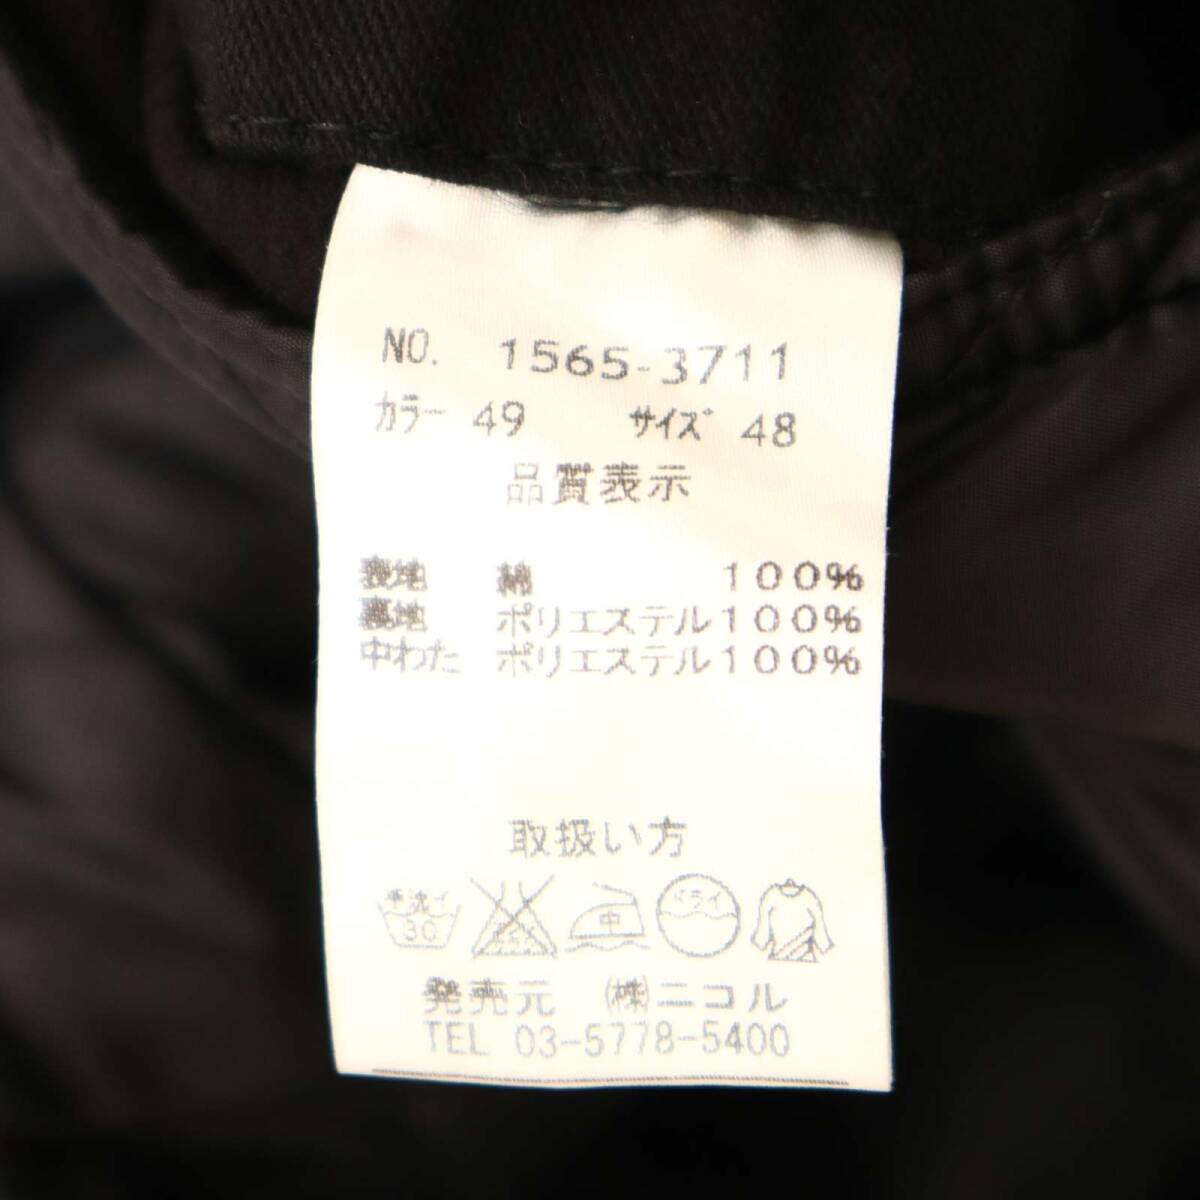 NO. 1565-3711
カラー 49 サイズ 48
品質表示
表地 綿 100%
裏地 ポリエステル100%
中わた ポリエステル100%
取扱い方
手洗イ 30 エンソ 中 ドライ
発売元 ㈱ニコル
TEL 03-5778-5400